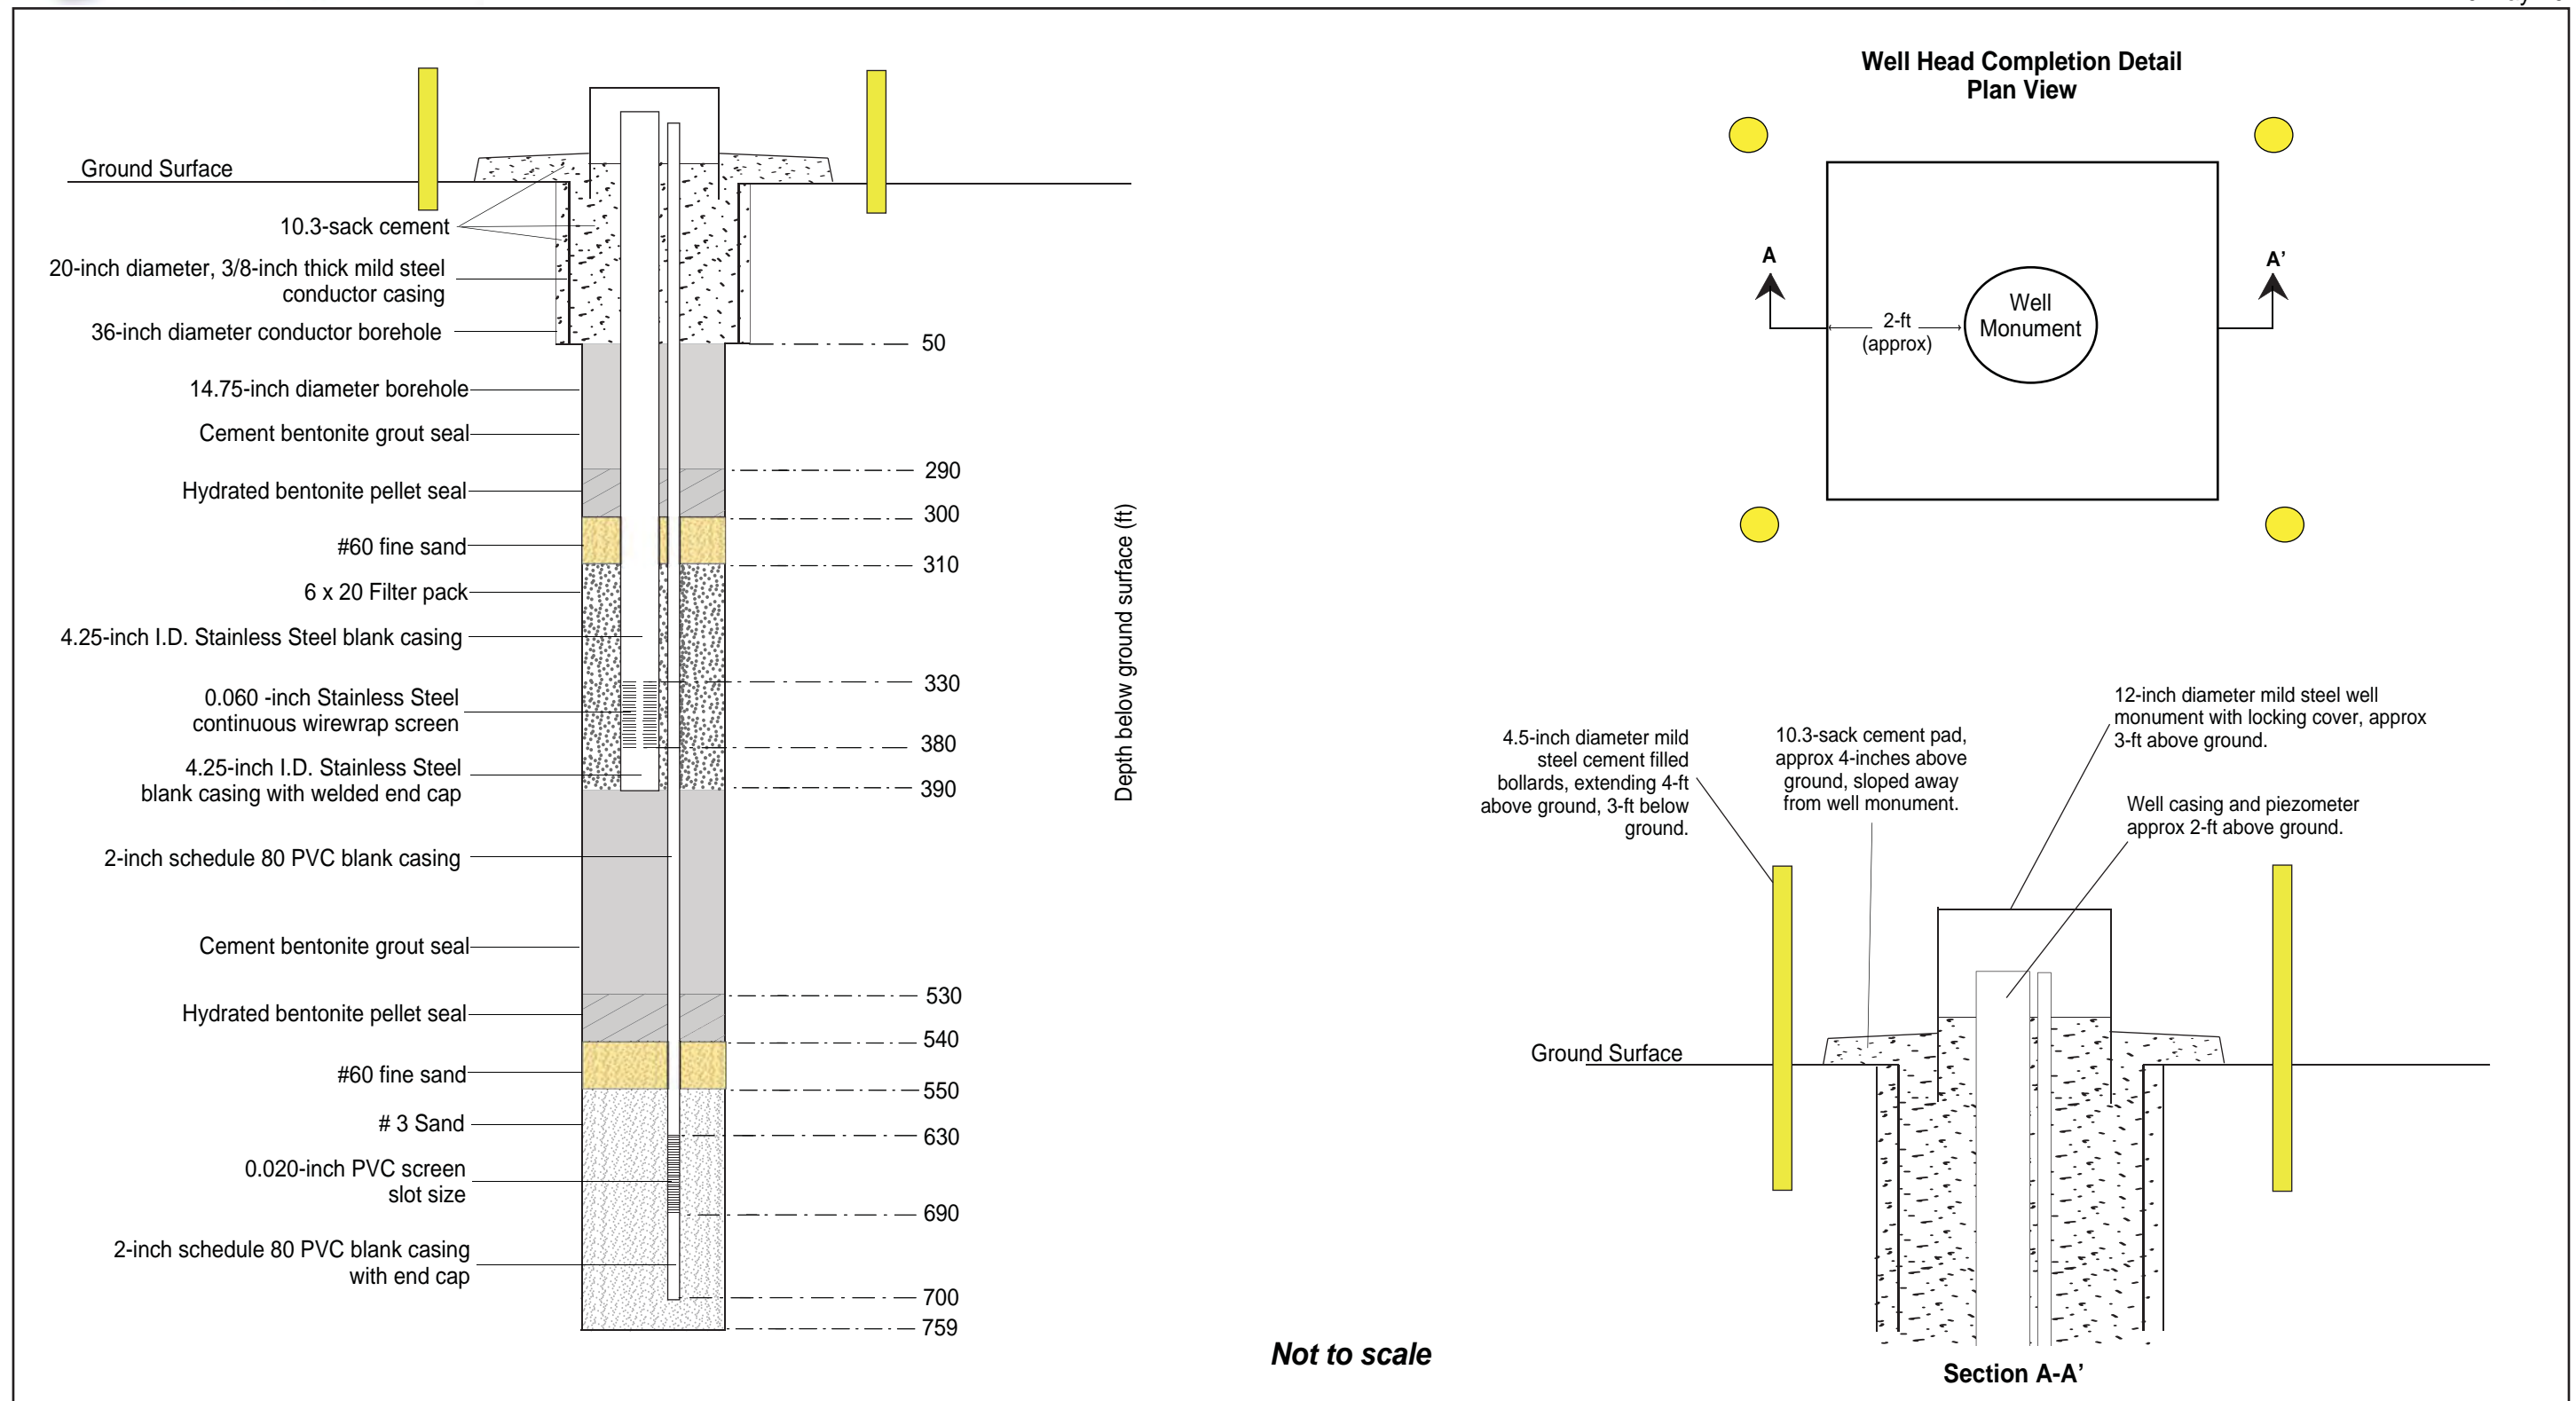 Ground Surface
10.3-sack cement
20-inch diameter, 3/8-inch thick mild steel
conductor casing
36-inch diameter conductor borehole
14.75-inch diameter borehole
Cement bentonite grout seal
Hydrated bentonite pellet seal
#60 fine sand
6 x 20 Filter pack
4.25-inch I.D. Stainless Steel blank casing
0.060 -inch Stainless Steel
continuous wirewrap screen
4.25-inch I.D. Stainless Steel
blank casing with welded end cap
2-inch schedule 80 PVC blank casing
Cement bentonite grout seal
Hydrated bentonite pellet seal
#60 fine sand
# 3 Sand
0.020-inch PVC screen
slot size
2-inch schedule 80 PVC blank casing
with end cap
50
290
300
310
330
380
390
530
540
550
630
690
700
759
Depth below ground surface (ft)
Not to scale
Well Head Completion Detail
Plan View
A
A’
2-ft
(approx)
Well
Monument
4.5-inch diameter mild
steel cement filled
bollards, extending 4-ft
above ground, 3-ft below
ground.
10.3-sack cement pad,
approx 4-inches above
ground, sloped away
from well monument.
12-inch diameter mild steel well
monument with locking cover, approx
3-ft above ground.
Well casing and piezometer
approx 2-ft above ground.
Ground Surface
Section A-A’